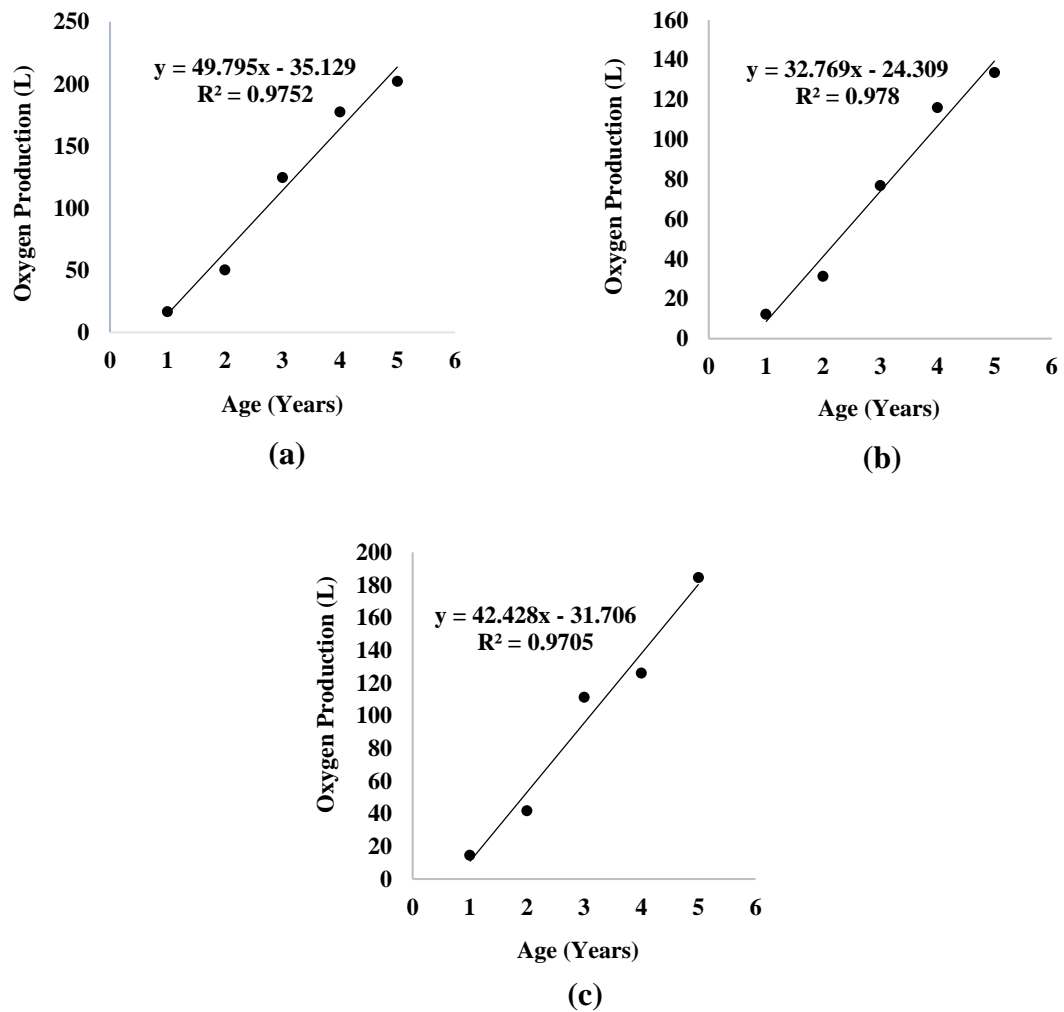 Oxygen Production (L)
250
200
150
100
50
0
y = 49.795x - 35.129
R² = 0.9752
0 1 2 3 4 5 6
Age (Years)
(a)
Oxygen Production (L)
160
140
120
100
80
60
40
20
0
y = 32.769x - 24.309
R² = 0.978
0 1 2 3 4 5 6
Age (Years)
(b)
Oxygen Production (L)
200
180
160
140
120
100
80
60
40
20
0
y = 42.428x - 31.706
R² = 0.9705
0 1 2 3 4 5 6
Age (Years)
(c)